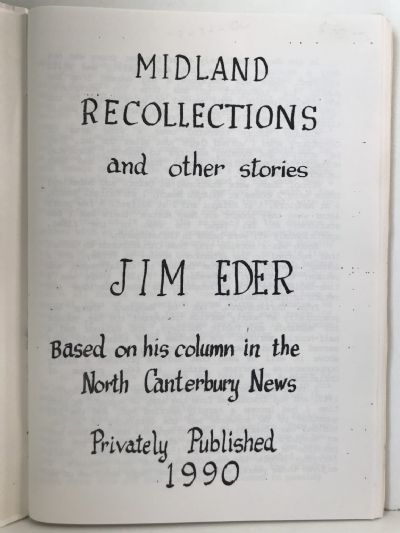 MIDLAND
RECOLLECTIONS
and other stories
JIM EDER
Based on his column in the
North Canterbury News
Privately Published
1990